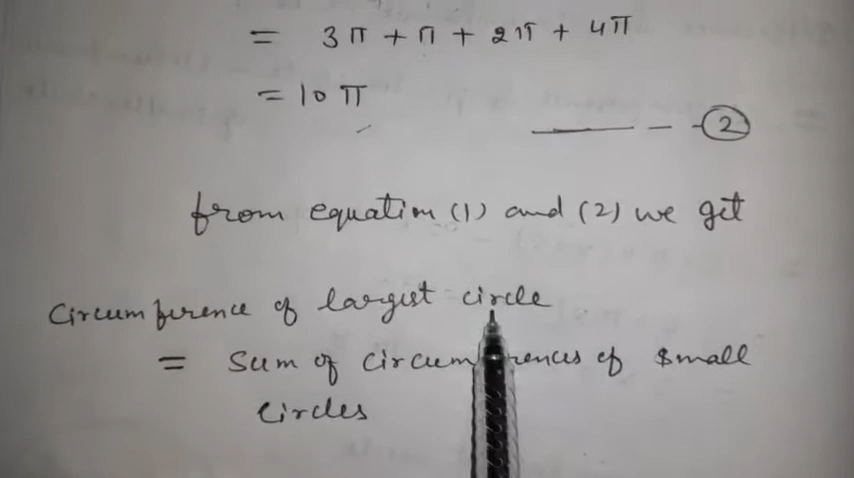 = 3π + π + 2π + 4π
= 10 π
——— — - ②
from equation (1) and (2) we get
Circumference of largest circle
= Sum of circumferences of small
circles